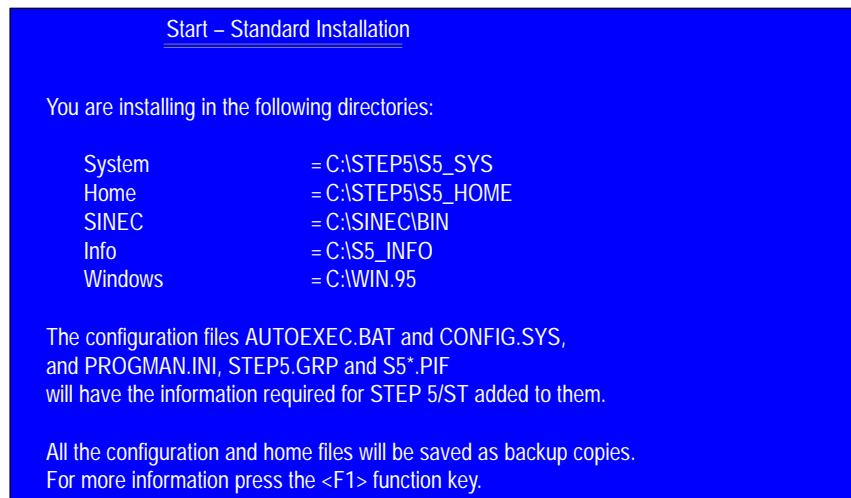 Start – Standard Installation
You are installing in the following directories:
System = C:\STEP5\S5_SYS
Home = C:\STEP5\S5_HOME
SINEC = C:\SINEC\BIN
Info = C:\S5_INFO
Windows = C:\WIN.95
The configuration files AUTOEXEC.BAT and CONFIG.SYS,
and PROGMAN.INI, STEP5.GRP and S5*.PIF
will have the information required for STEP 5/ST added to them.
All the configuration and home files will be saved as backup copies.
For more information press the <F1> function key.